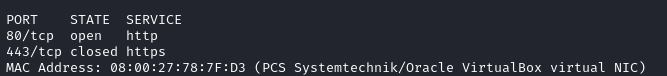 PORT    STATE  SERVICE
80/tcp  open   http
443/tcp closed https
MAC Address: 08:00:27:78:7F:D3 (PCS Systemtechnik/Oracle VirtualBox virtual NIC)